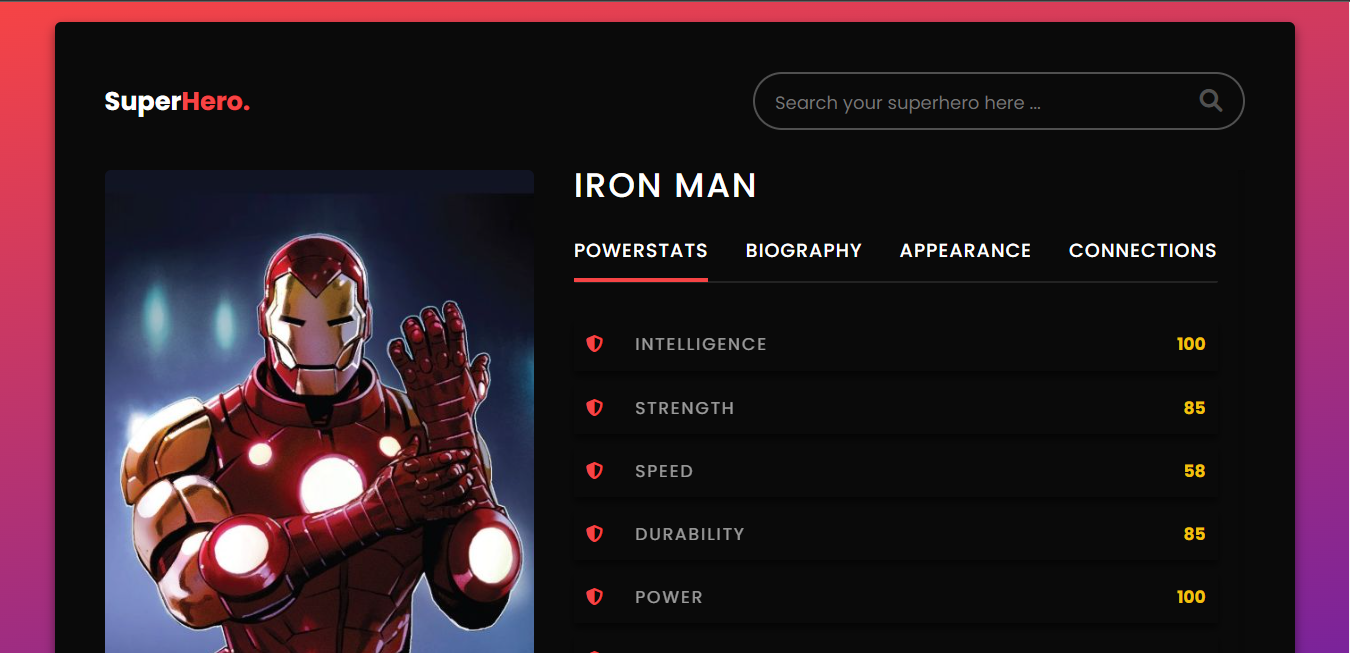 SuperHero.
Search your superhero here ...
IRON MAN
POWERSTATS BIOGRAPHY APPEARANCE CONNECTIONS
INTELLIGENCE 100
STRENGTH 85
SPEED 58
DURABILITY 85
POWER 100